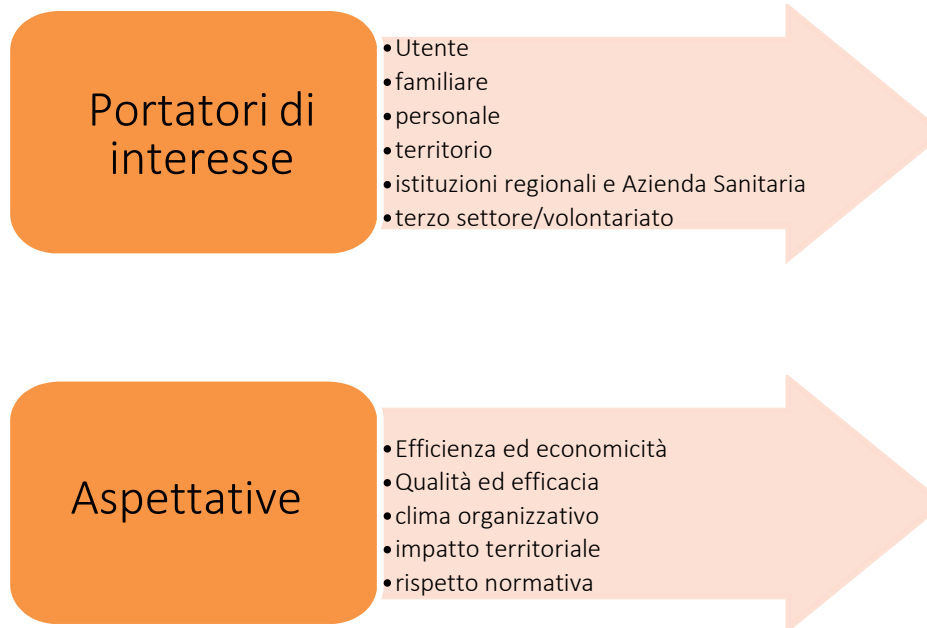 Portatori di
interesse
•Utente
•familiare
•personale
•territorio
•istituzioni regionali e Azienda Sanitaria
•terzo settore/volontariato
Aspettative
•Efficienza ed economicità
•Qualità ed efficacia
•clima organizzativo
•impatto territoriale
•rispetto normativa